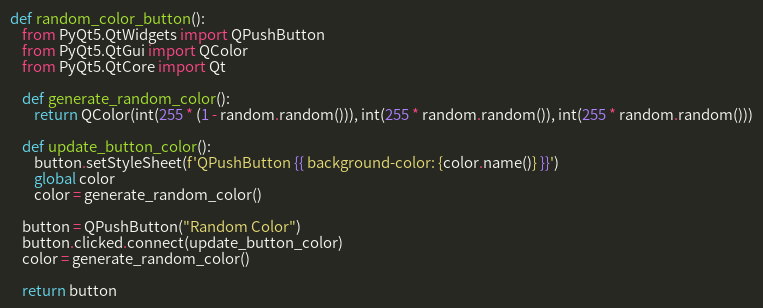 def random_color_button():
    from PyQt5.QtWidgets import QPushButton
    from PyQt5.QtGui import QColor
    from PyQt5.QtCore import Qt

    def generate_random_color():
        return QColor(int(255 * (1 - random.random())), int(255 * random.random()), int(255 * random.random()))

    def update_button_color():
        button.setStyleSheet(f'QPushButton {{ background-color: {color.name()} }}')
        global color
        color = generate_random_color()

    button = QPushButton("Random Color")
    button.clicked.connect(update_button_color)
    color = generate_random_color()

    return button